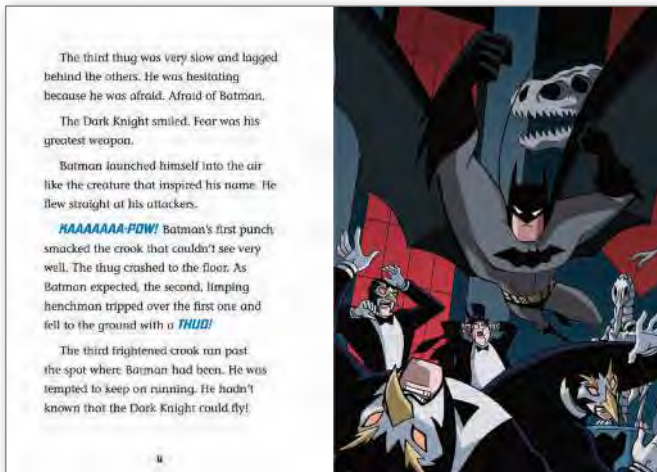 The third thug was very slow and lagged
behind the others. He was hesitating
because he was afraid. Afraid of Batman.
The Dark Knight smiled. Fear was his
greatest weapon.
Batman launched himself into the air
like the creature that inspired his name. He
flew straight at his attackers.
KAAAAAAA-POW! Batman's first punch
smacked the crook that couldn't see very
well. The thug crashed to the floor. As
Batman expected, the second, limping
henchman tripped over the first one and
fell to the ground with a THUD!
The third frightened crook ran past
the spot where Batman had been. He was
tempted to keep on running. He hadn't
known that the Dark Knight could fly!